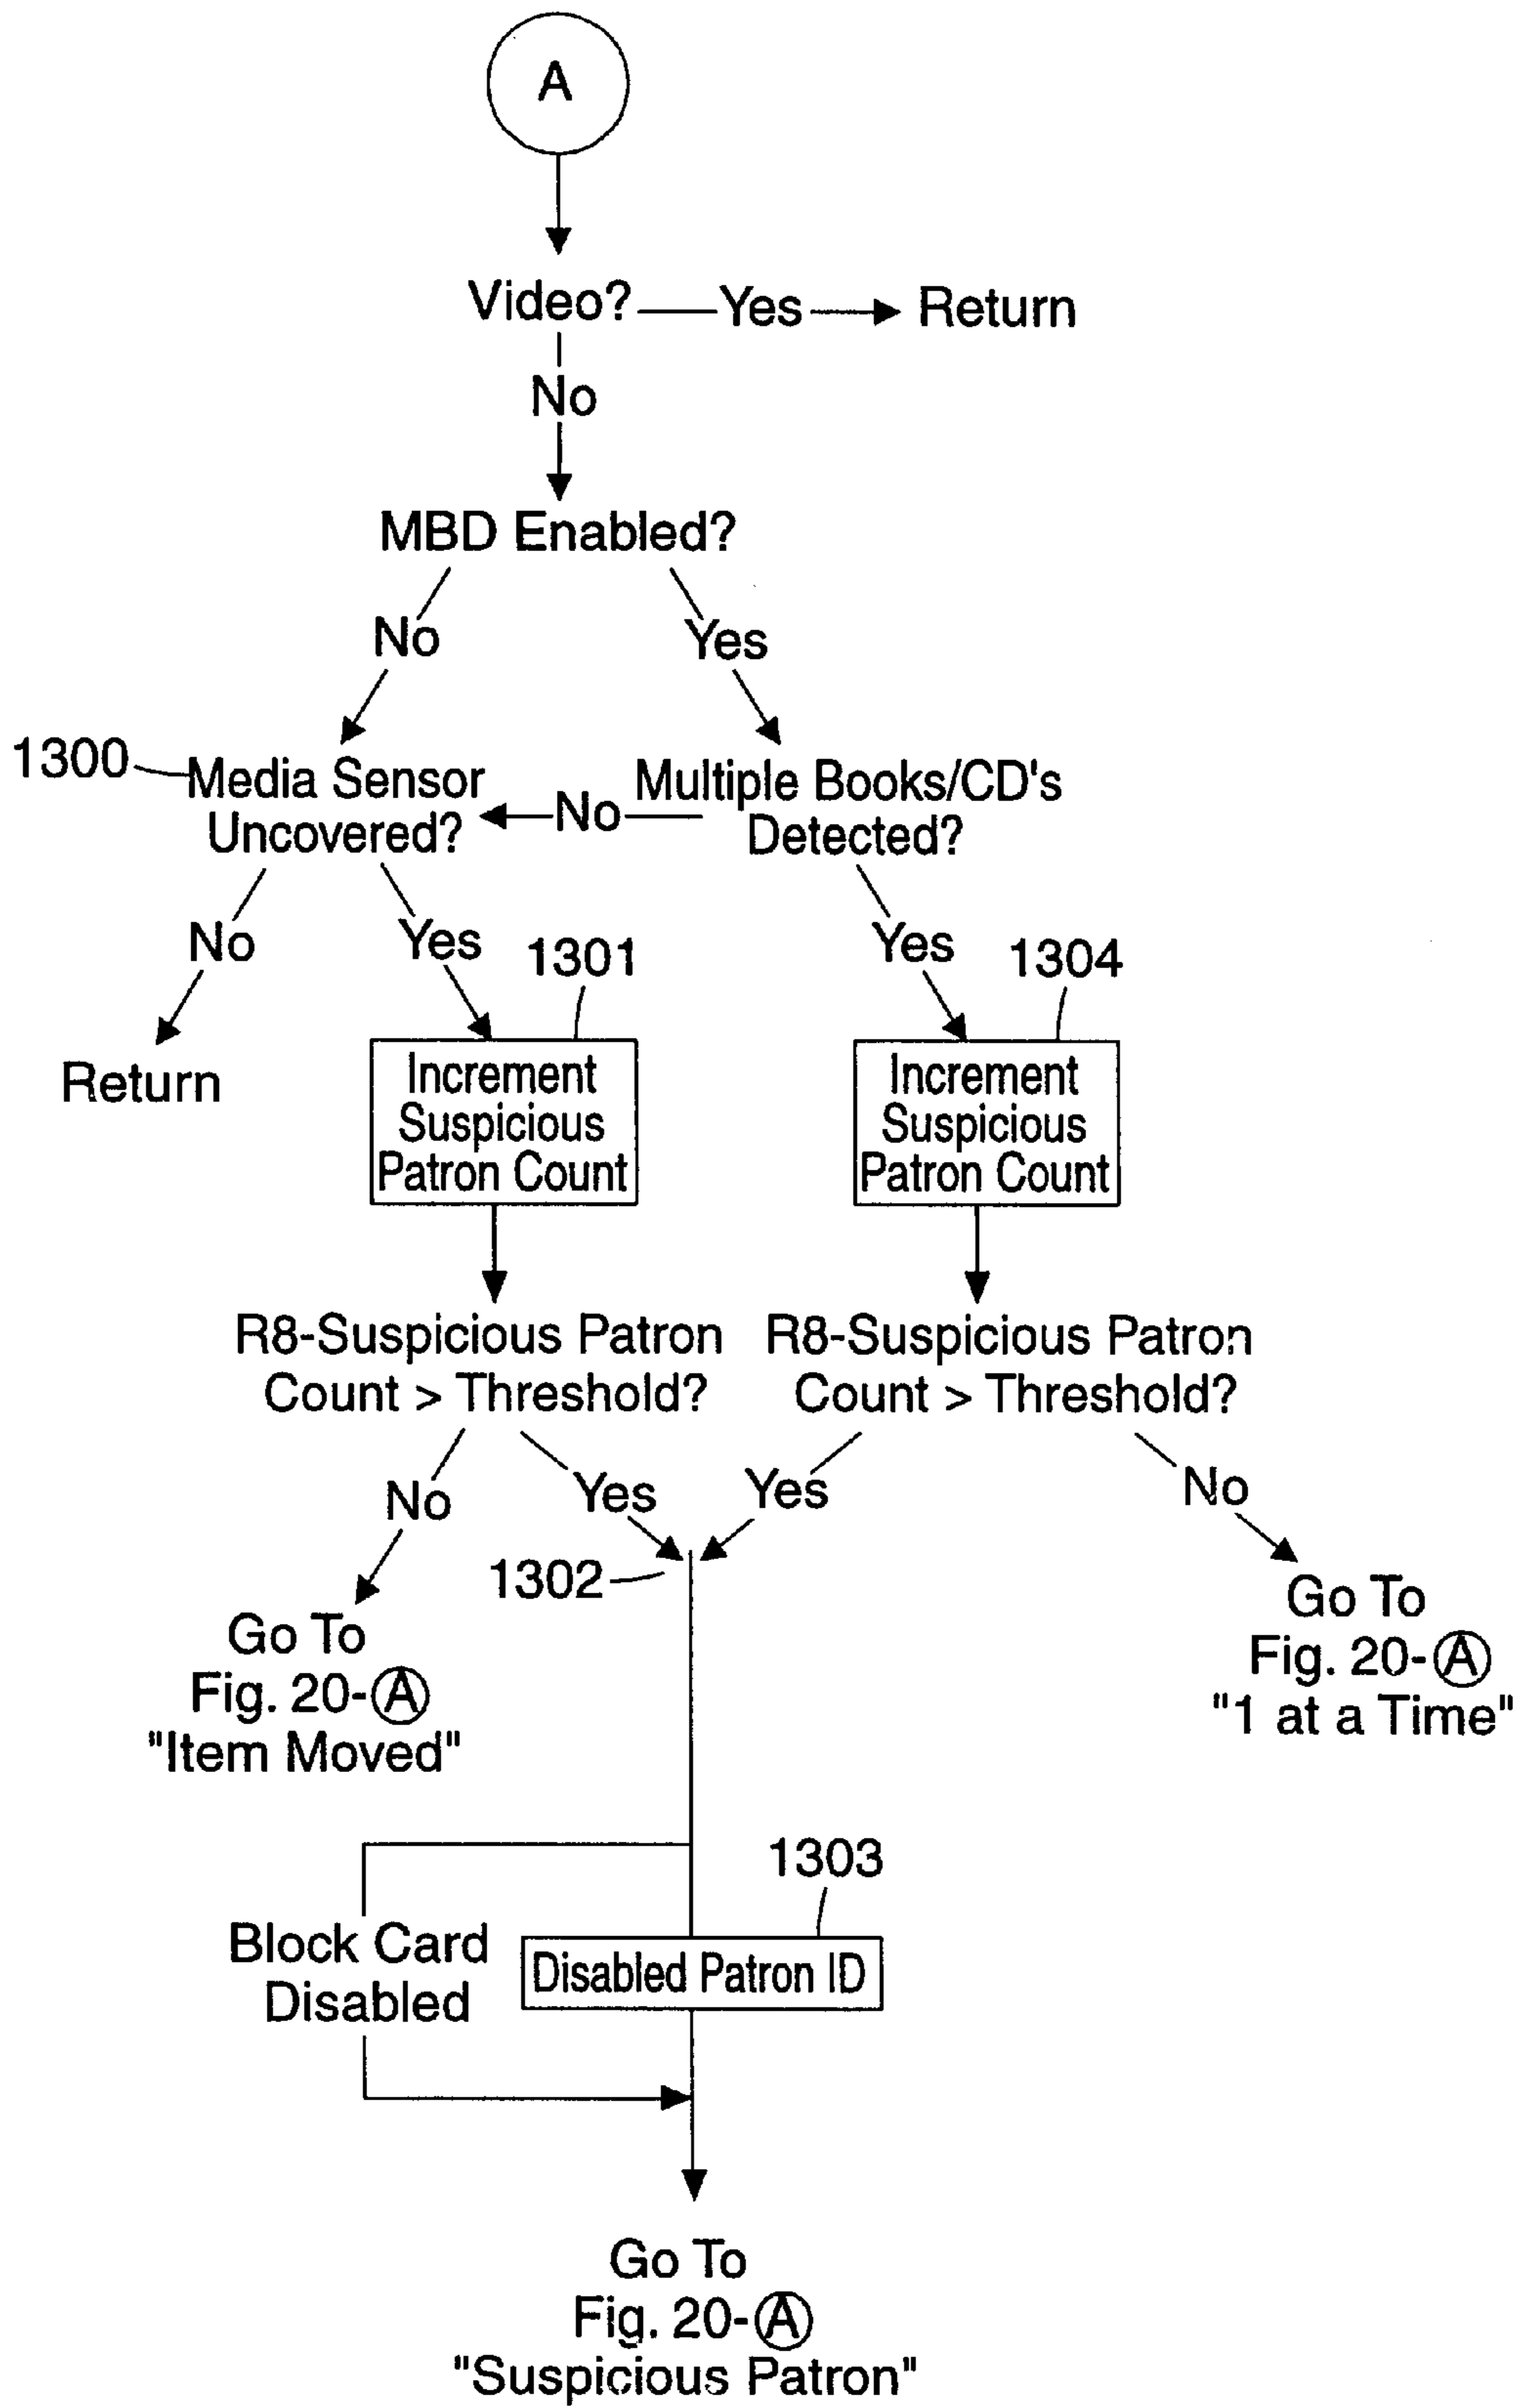 A
Video? Yes Return
No
MBD Enabled?
No Yes
1300 Media Sensor Uncovered?
No
Multiple Books/CD's
Detected?
No Yes 1301 Yes 1304
Return
Increment
Suspicious
Patron Count
Increment
Suspicious
Patron Count
R8-Suspicious Patron
Count > Threshold?
R8-Suspicious Patron
Count > Threshold?
No Yes Yes No
1302
Go To
Fig. 20-A
"Item Moved"
Go To
Fig. 20-A
"1 at a Time"
1303
Block Card
Disabled
Disabled Patron ID
Go To
Fig. 20-A
"Suspicious Patron"